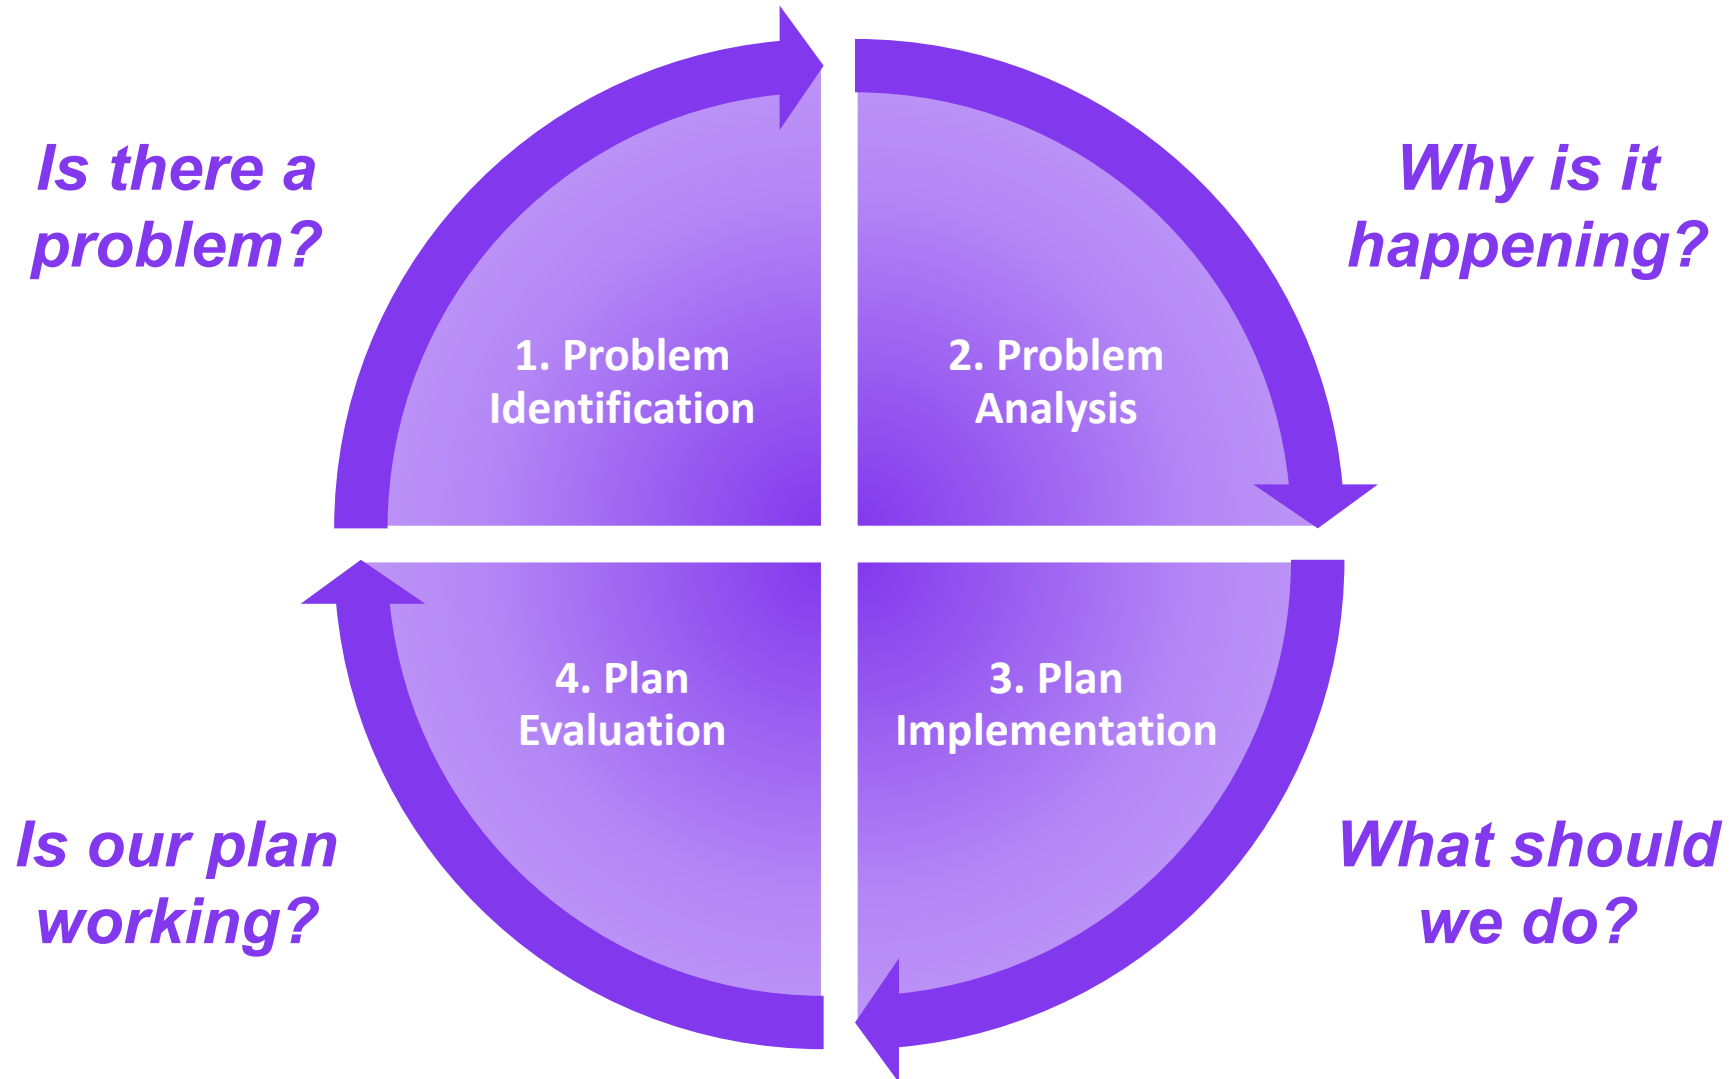 Is there a
problem?
Why is it
happening?
1. Problem
Identification
2. Problem
Analysis
4. Plan
Evaluation
3. Plan
Implementation
Is our plan
working?
What should
we do?